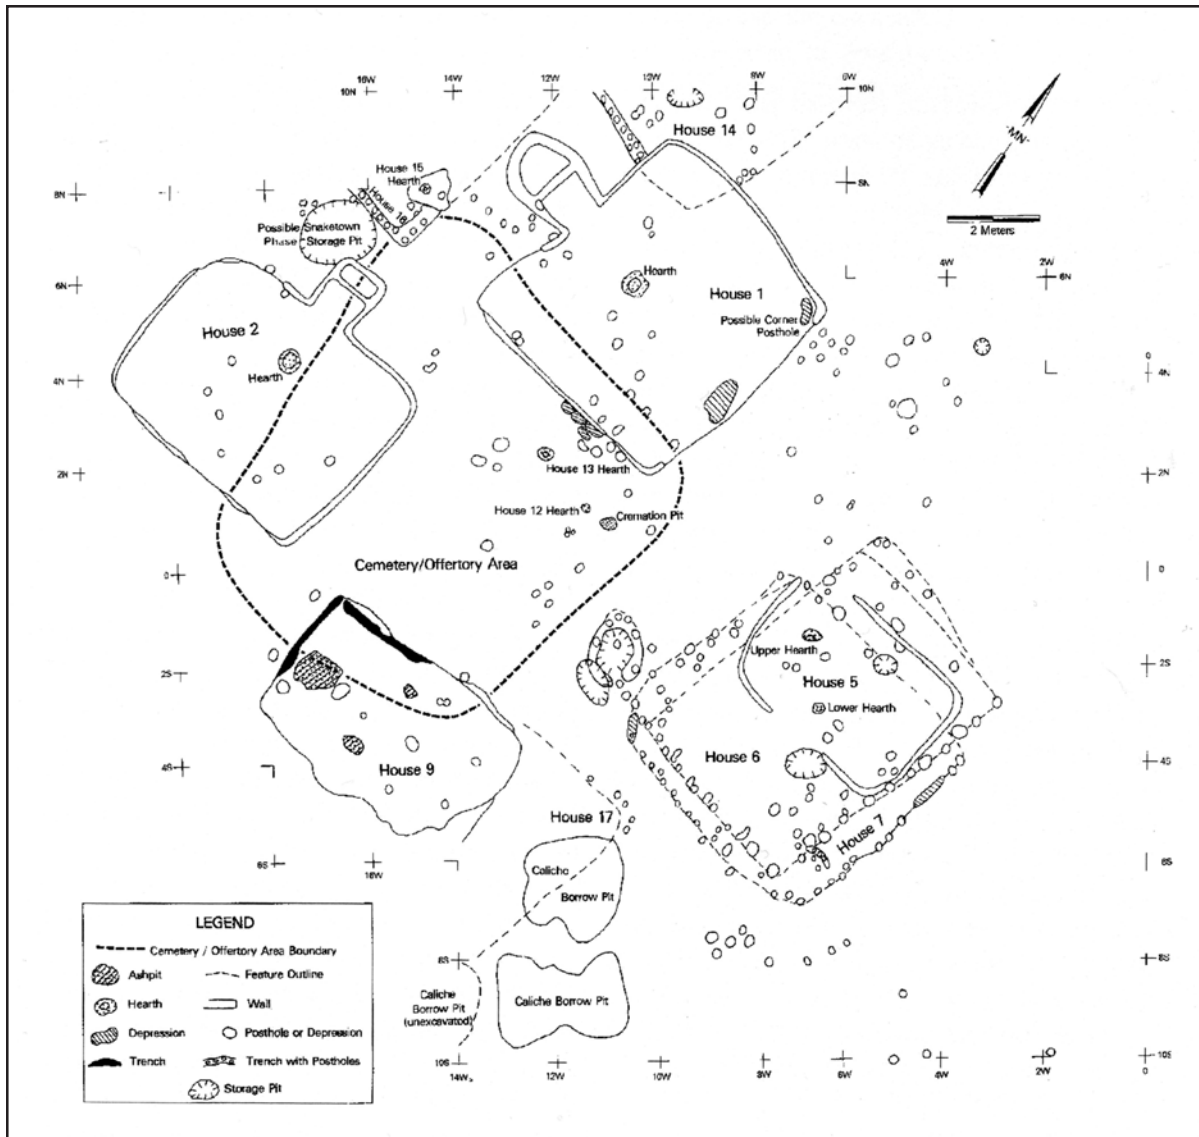 16W
14W
12W
12W
8W
6W
10N
10N
House 14
MN
House 15
Hearth
8N
House 16
8N
Possible Snaketown
Phase Storage Pit
2 Meters
4W
2W
Hearth
6N
6N
House 1
Possible Corner
Posthole
House 2
Hearth
4N
4N
2N
House 13 Hearth
2N
House 12 Hearth
Cremation Pit
Cemetery/Offertory Area
0
0
Upper Hearth
2S
House 5
2S
Lower Hearth
House 6
4S
House 9
4S
House 17
House 7
6S
16W
6S
Caliche
Borrow Pit
LEGEND
Cemetery / Offertory Area Boundary
Ashpit
Feature Outline
Hearth
Wall
Depression
Posthole or Depression
Trench
Trench with Postholes
Storage Pit
8S
8S
Caliche
Borrow Pit
(unexcavated)
Caliche Borrow Pit
10S
10S
14W
12W
10W
8W
6W
4W
2W
0